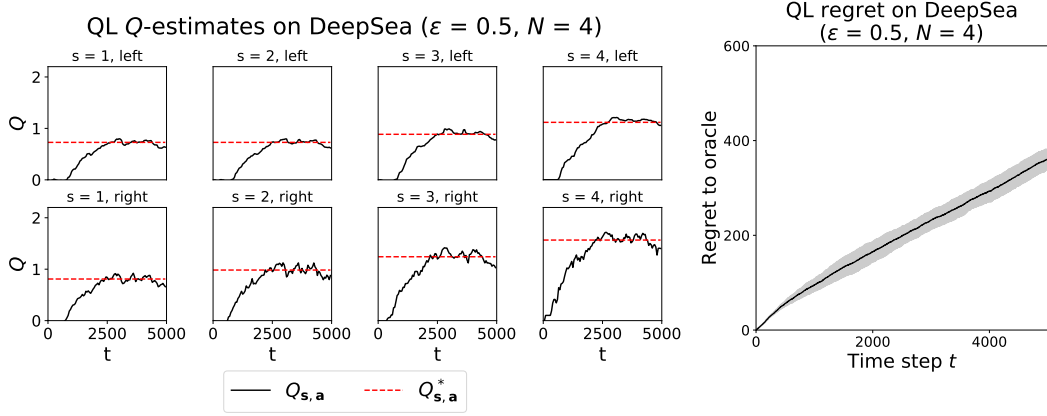 QL Q-estimates on DeepSea (ε = 0.5, N = 4)
s = 1, left
s = 2, left
s = 3, left
s = 4, left
Q
2
1
0
s = 1, right
s = 2, right
s = 3, right
s = 4, right
Q
2
1
0
0 2500 5000
0 2500 5000
0 2500 5000
0 2500 5000
t
t
t
t
Q_{s,a}
Q^*_{s,a}
QL regret on DeepSea
(ε = 0.5, N = 4)
Regret to oracle
600
400
200
0
0 2000 4000
Time step t